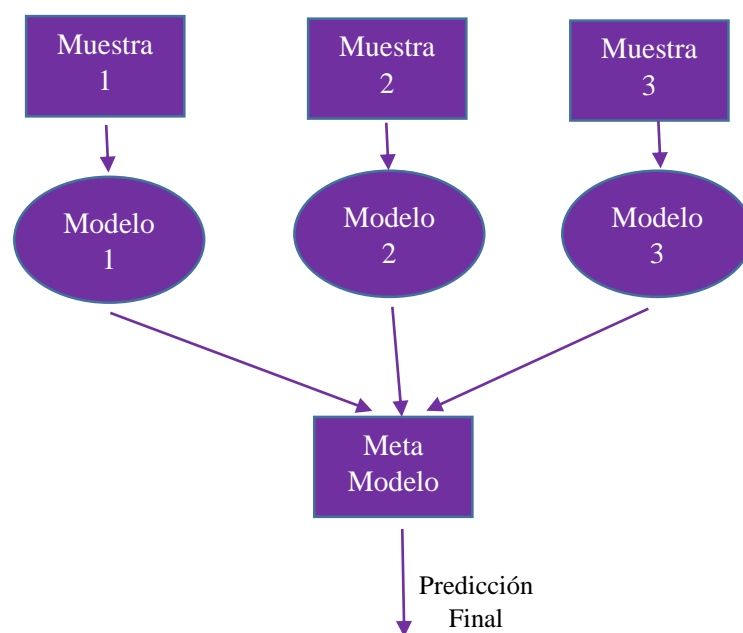 Muestra
1
Muestra
2
Muestra
3
Modelo
1
Modelo
2
Modelo
3
Meta
Modelo
Predicción
Final